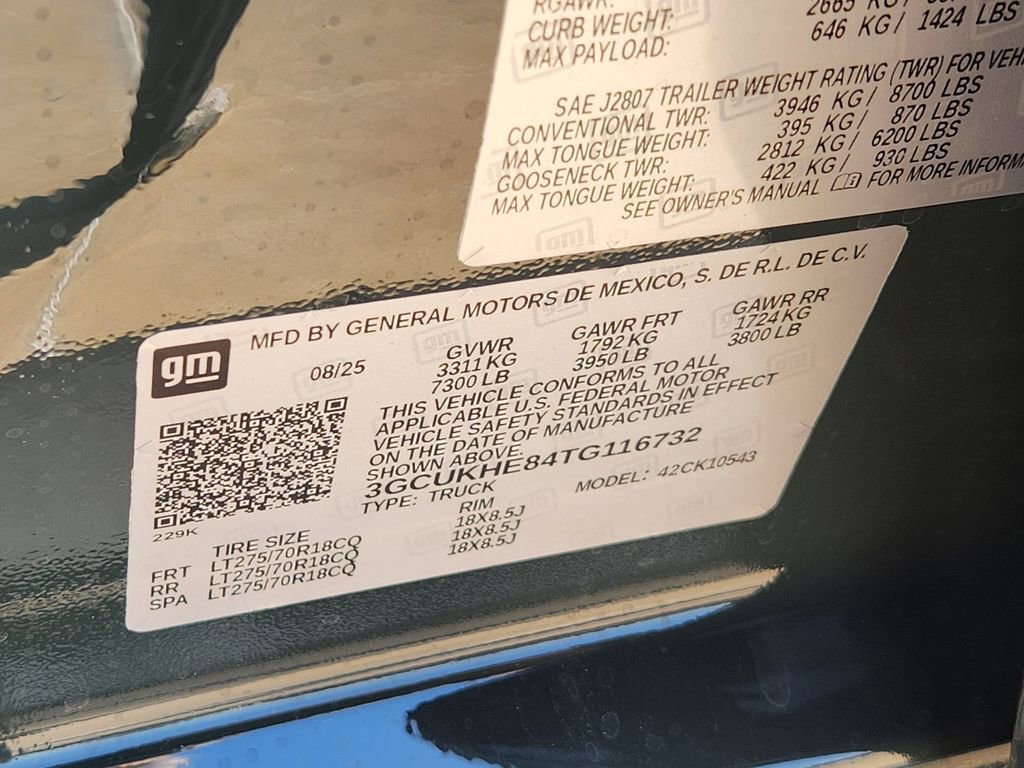 RGAWR:
CURB WEIGHT: 2665 KG/
MAX PAYLOAD: 646 KG/ 1424 LBS
SAE J2807 TRAILER WEIGHT RATING (TWR) FOR
CONVENTIONAL TWR: 3946 KG/ 8700 LBS
MAX TONGUE WEIGHT: 395 KG/ 870 LBS
GOOSENECK TWR: 2812 KG/ 6200 LBS
MAX TONGUE WEIGHT: 422 KG/ 930 LBS
SEE OWNER'S MANUAL FOR MORE
gm
MFD BY GENERAL MOTORS DE MEXICO, S. DE R.L. DE C.V.
08/25 GVWR GAWR FRT GAWR RR
3311 KG 1792 KG 1724 KG
7300 LB 3950 LB 3800 LB
THIS VEHICLE CONFORMS TO ALL
APPLICABLE U.S. FEDERAL MOTOR
VEHICLE SAFETY STANDARDS IN EFFECT
ON THE DATE OF MANUFACTURE
SHOWN ABOVE.
3GCUKHE84TG116732
TYPE: TRUCK MODEL: 42CK10543
229K
TIRE SIZE RIM
FRT LT275/70R18CQ 18X8.5J
RR LT275/70R18CQ 18X8.5J
SPA LT275/70R18CQ 18X8.5J